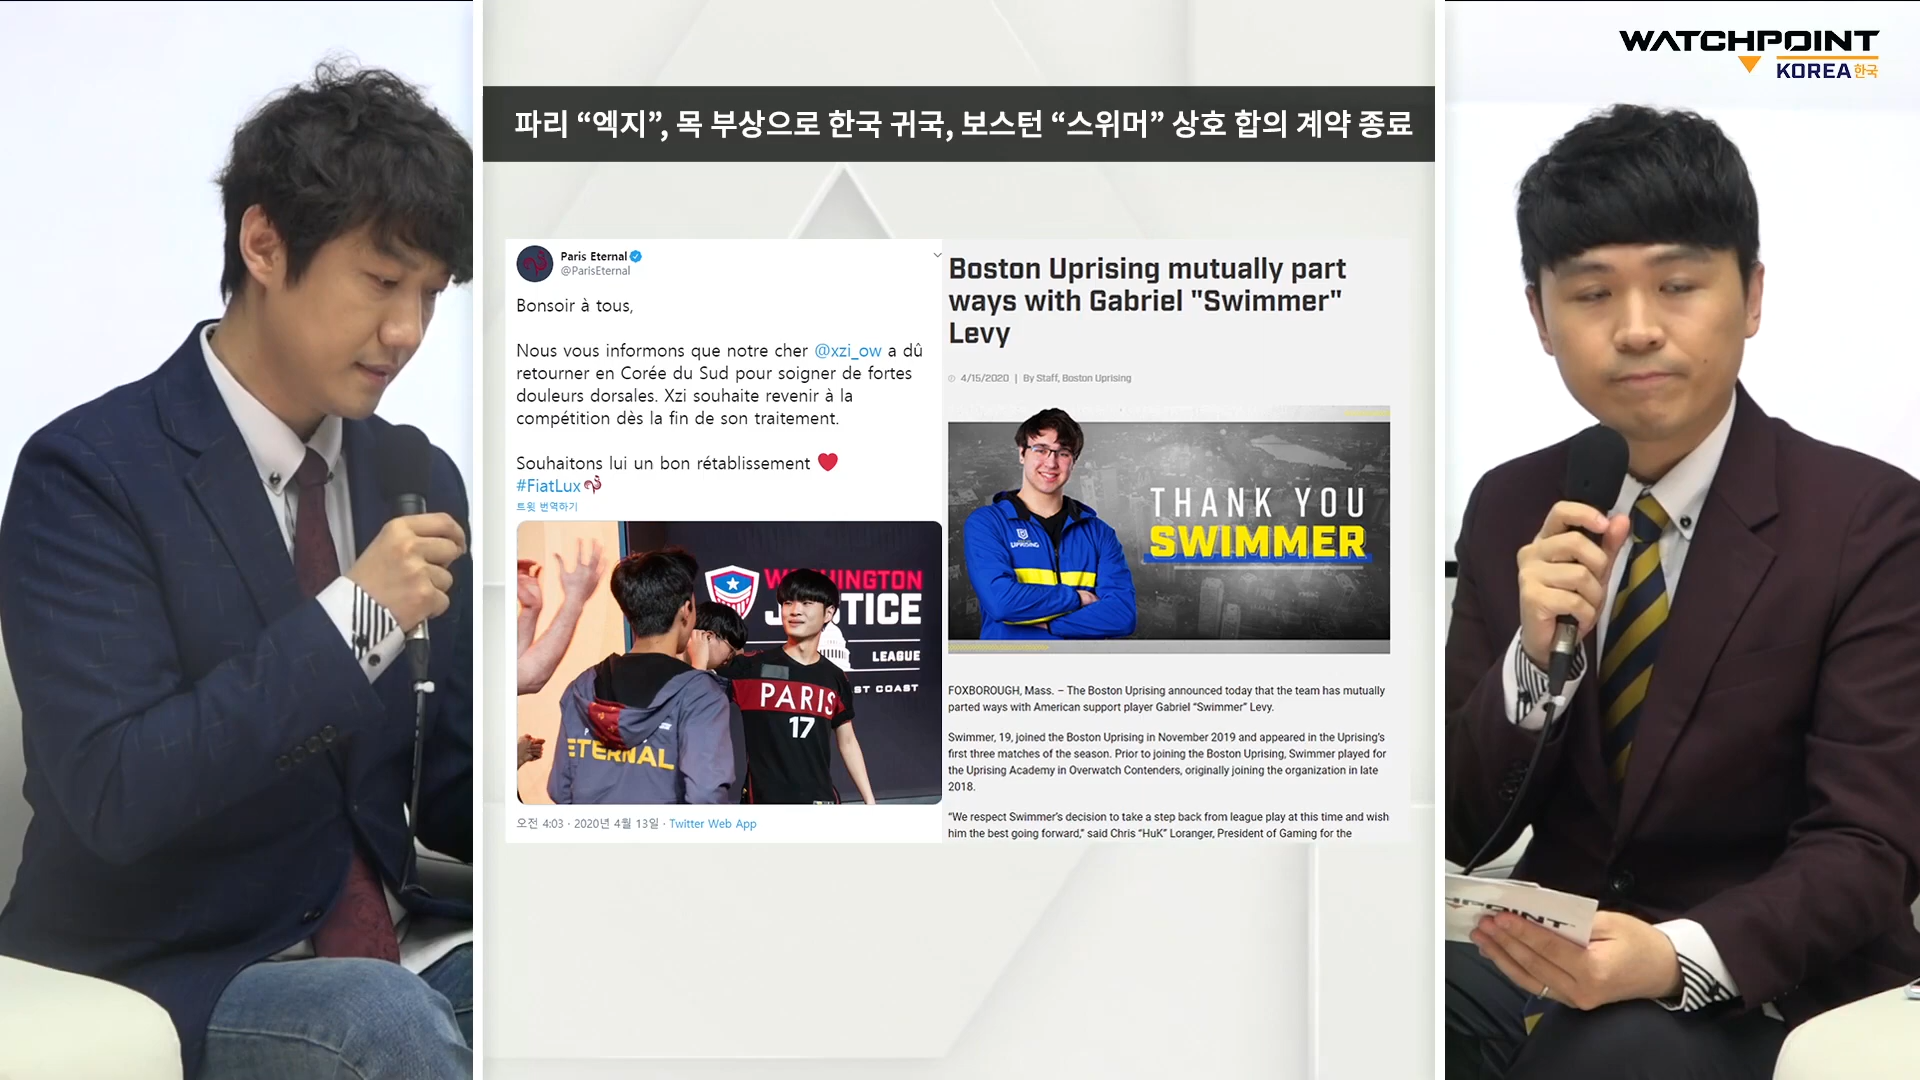 WATCHPOINT
KOREA한국
파리 “엑지”, 목 부상으로 한국 귀국, 보스턴 “스위머” 상호 합의 계약 종료
Paris Eternal
@ParisEternal
Bonsoir à tous,
Nous vous informons que notre cher @xzi_ow a dû
retourner en Corée du Sud pour soigner de fortes
douleurs dorsales. Xzi souhaite revenir à la
compétition dès la fin de son traitement.
Souhaitons lui un bon rétablissement
#FiatLux
트윗 번역하기
WASHINGTON
JUSTICE
LEAGUE
ST COAST
PARIS
17
ETERNAL
오전 4:03 · 2020년 4월 13일 · Twitter Web App
Boston Uprising mutually part
ways with Gabriel "Swimmer"
Levy
4/15/2020 | By Staff, Boston Uprising
UPRISING
THANK YOU
SWIMMER
FOXBOROUGH, Mass. – The Boston Uprising announced today that the team has mutually
parted ways with American support player Gabriel “Swimmer” Levy.
Swimmer, 19, joined the Boston Uprising in November 2019 and appeared in the Uprising’s
first three matches of the season. Prior to joining the Boston Uprising, Swimmer played for
the Uprising Academy in Overwatch Contenders, originally joining the organization in late
2018.
“We respect Swimmer’s decision to take a step back from league play at this time and wish
him the best going forward,” said Chris “HuK” Loranger, President of Gaming for the